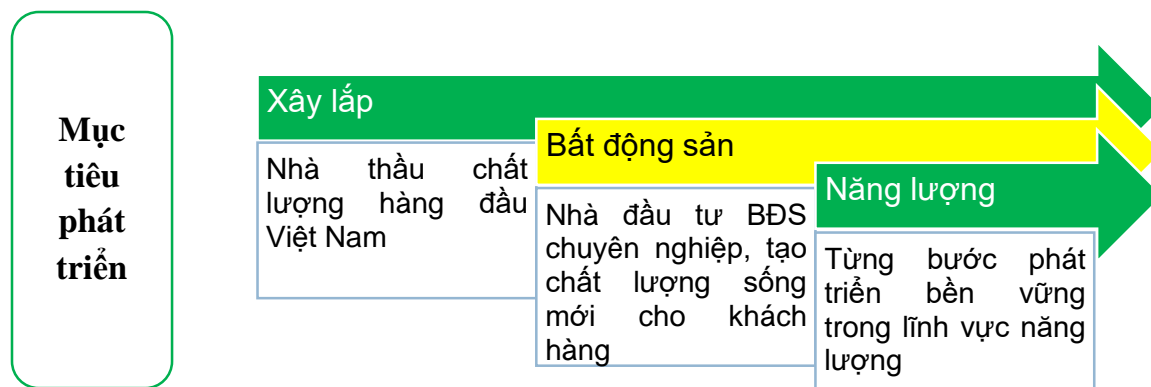 Mục
tiêu
phát
triển
Xây lắp
Nhà thầu chất
lượng hàng đầu
Việt Nam
Bất động sản
Nhà đầu tư BĐS
chuyên nghiệp, tạo
chất lượng sống
mới cho khách
hàng
Năng lượng
Từng bước phát
triển bền vững
trong lĩnh vực năng
lượng